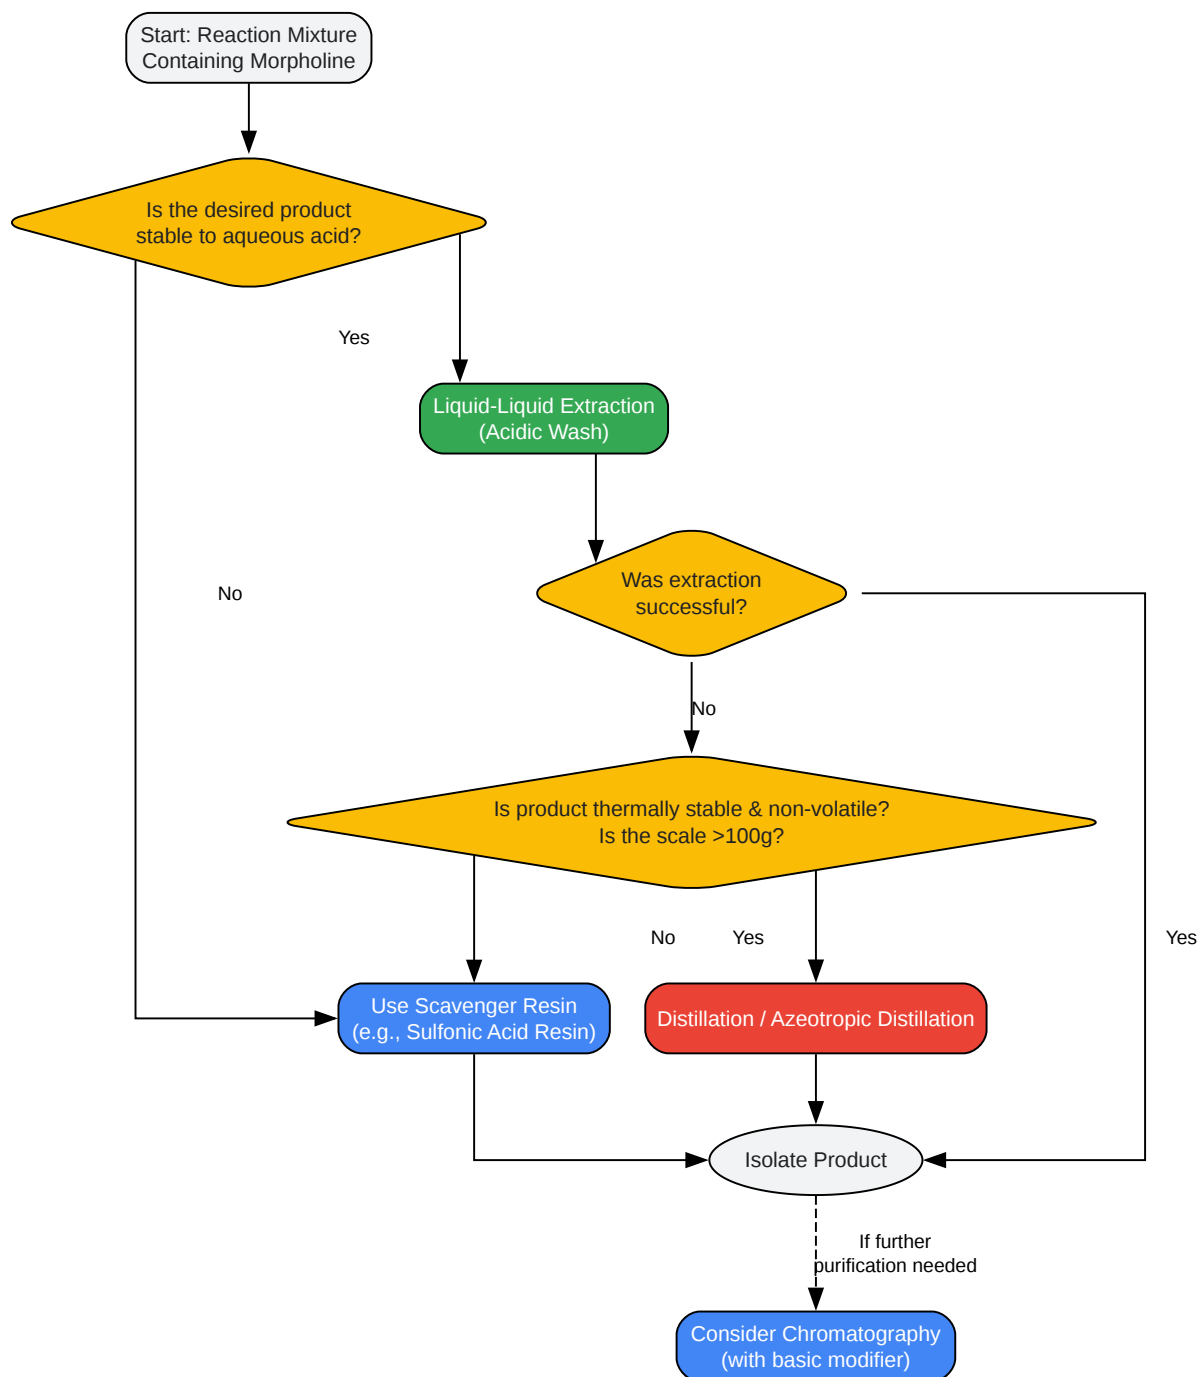 Start: Reaction Mixture
Containing Morpholine
Is the desired product
stable to aqueous acid?
Yes
Liquid-Liquid Extraction
(Acidic Wash)
No
Was extraction
successful?
No
Is product thermally stable & non-volatile?
Is the scale >100g?
No
Yes
Yes
Use Scavenger Resin
(e.g., Sulfonic Acid Resin)
Distillation / Azeotropic Distillation
Isolate Product
If further
purification needed
Consider Chromatography
(with basic modifier)